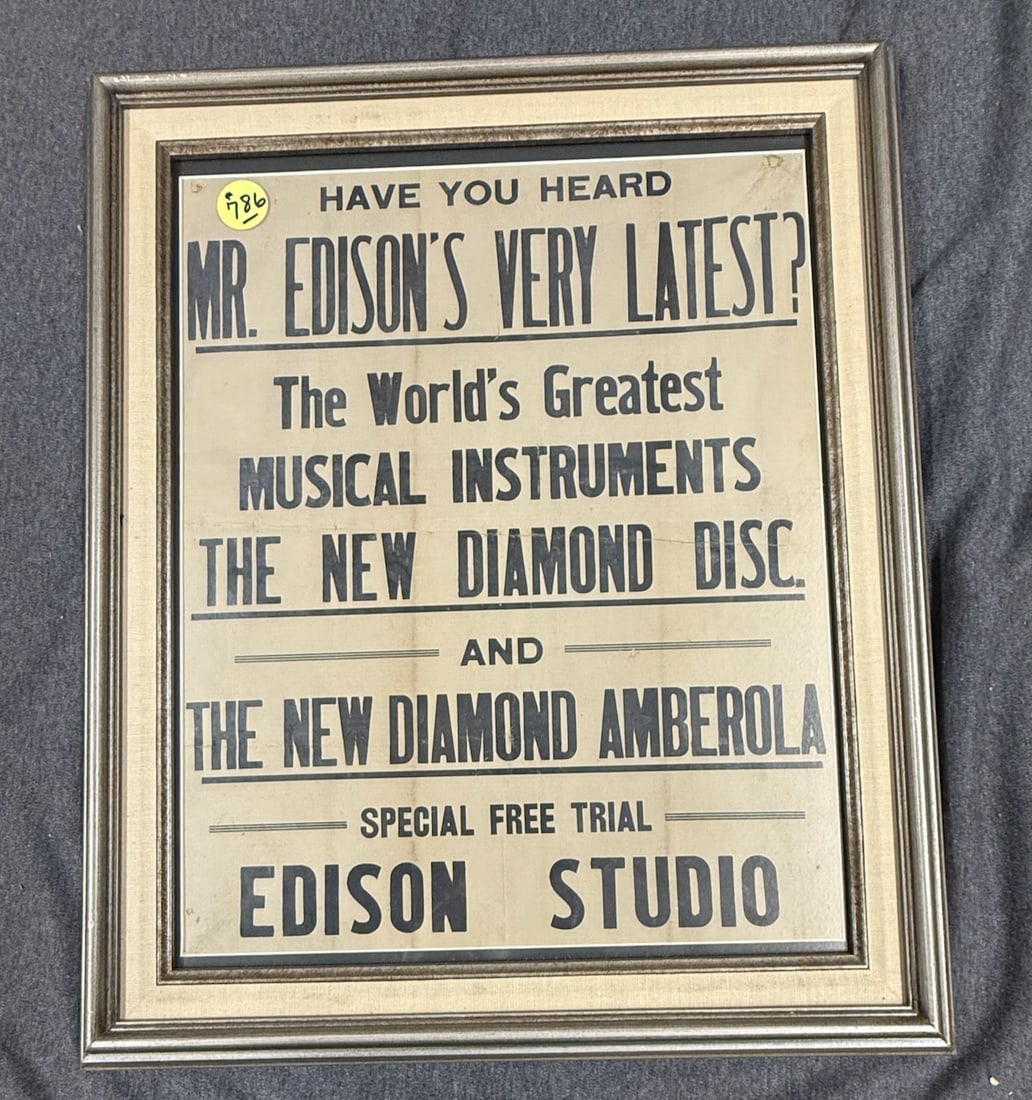 786
HAVE YOU HEARD
MR. EDISON'S VERY LATEST?
The World's Greatest
MUSICAL INSTRUMENTS
THE NEW DIAMOND DISC.
AND
THE NEW DIAMOND AMBEROLA
SPECIAL FREE TRIAL
EDISON STUDIO